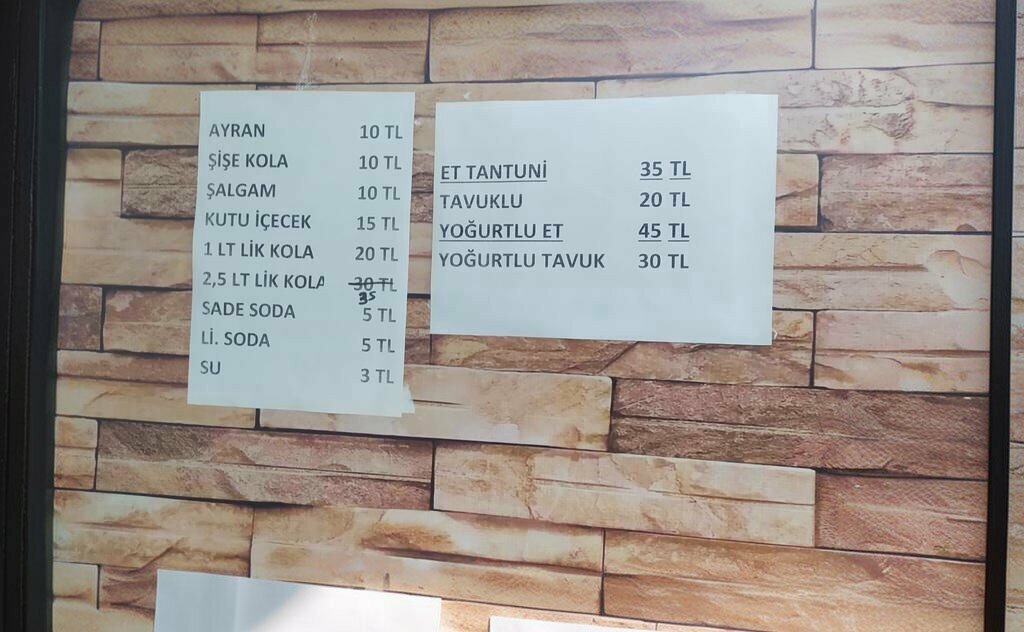 AYRAN 10 TL
ŞİŞE KOLA 10 TL
ŞALGAM 10 TL
KUTU İÇECEK 15 TL
1 LT LİK KOLA 20 TL
2,5 LT LİK KOLA 30 TL
35
SADE SODA 5 TL
Lİ. SODA 5 TL
SU 3 TL
ET TANTUNİ 35 TL
TAVUKLU 20 TL
YOĞURTLU ET 45 TL
YOĞURTLU TAVUK 30 TL